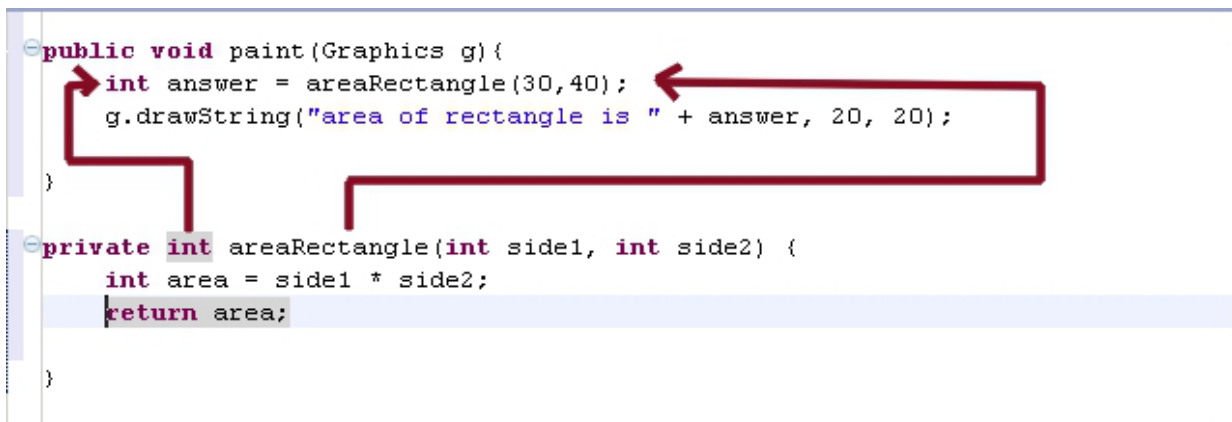 public void paint(Graphics g){
int answer = areaRectangle(30,40);
g.drawString("area of rectangle is " + answer, 20, 20);
}
private int areaRectangle(int side1, int side2) {
int area = side1 * side2;
return area;
}